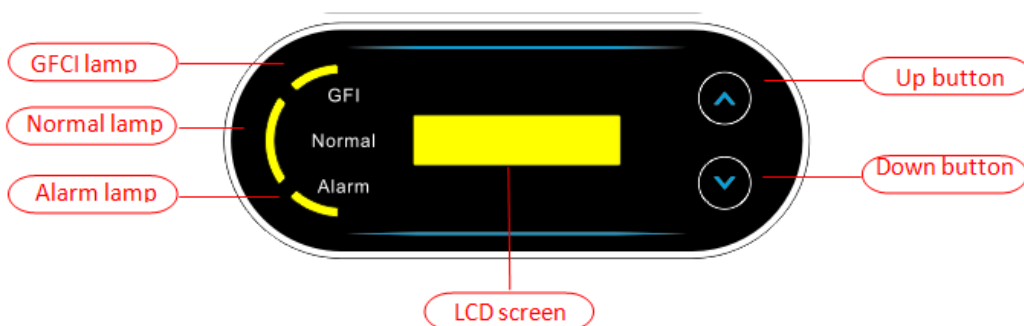 GFCI lamp
GFI
Up button
Normal lamp
Normal
Alarm lamp
Alarm
Down button
LCD screen